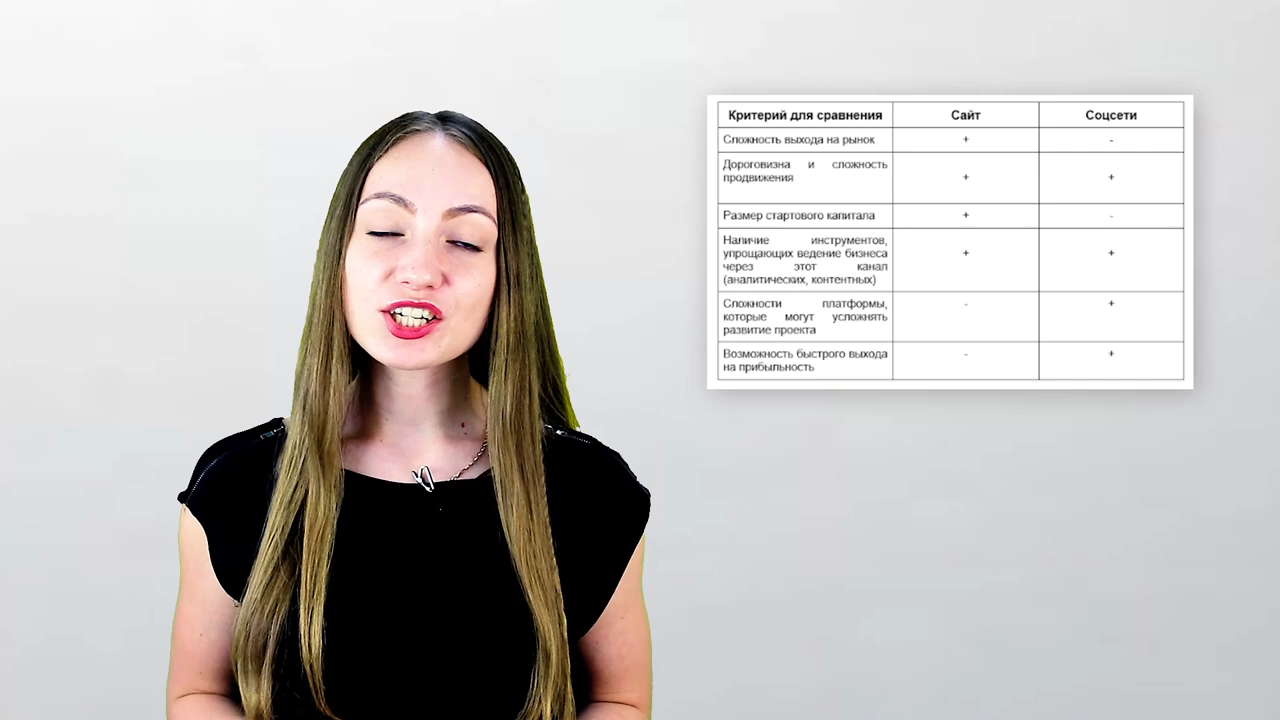 Критерий для сравнения Сайт Соцсети
Сложность выхода на рынок + -
Дороговизна и сложность
продвижения + +
Размер стартового капитала + -
Наличие инструментов,
упрощающих ведение бизнеса + +
через этот канал
(аналитических, контентных)
Сложности платформы, - +
которые могут усложнять
развитие проекта
Возможность быстрого выхода - +
на прибыльность